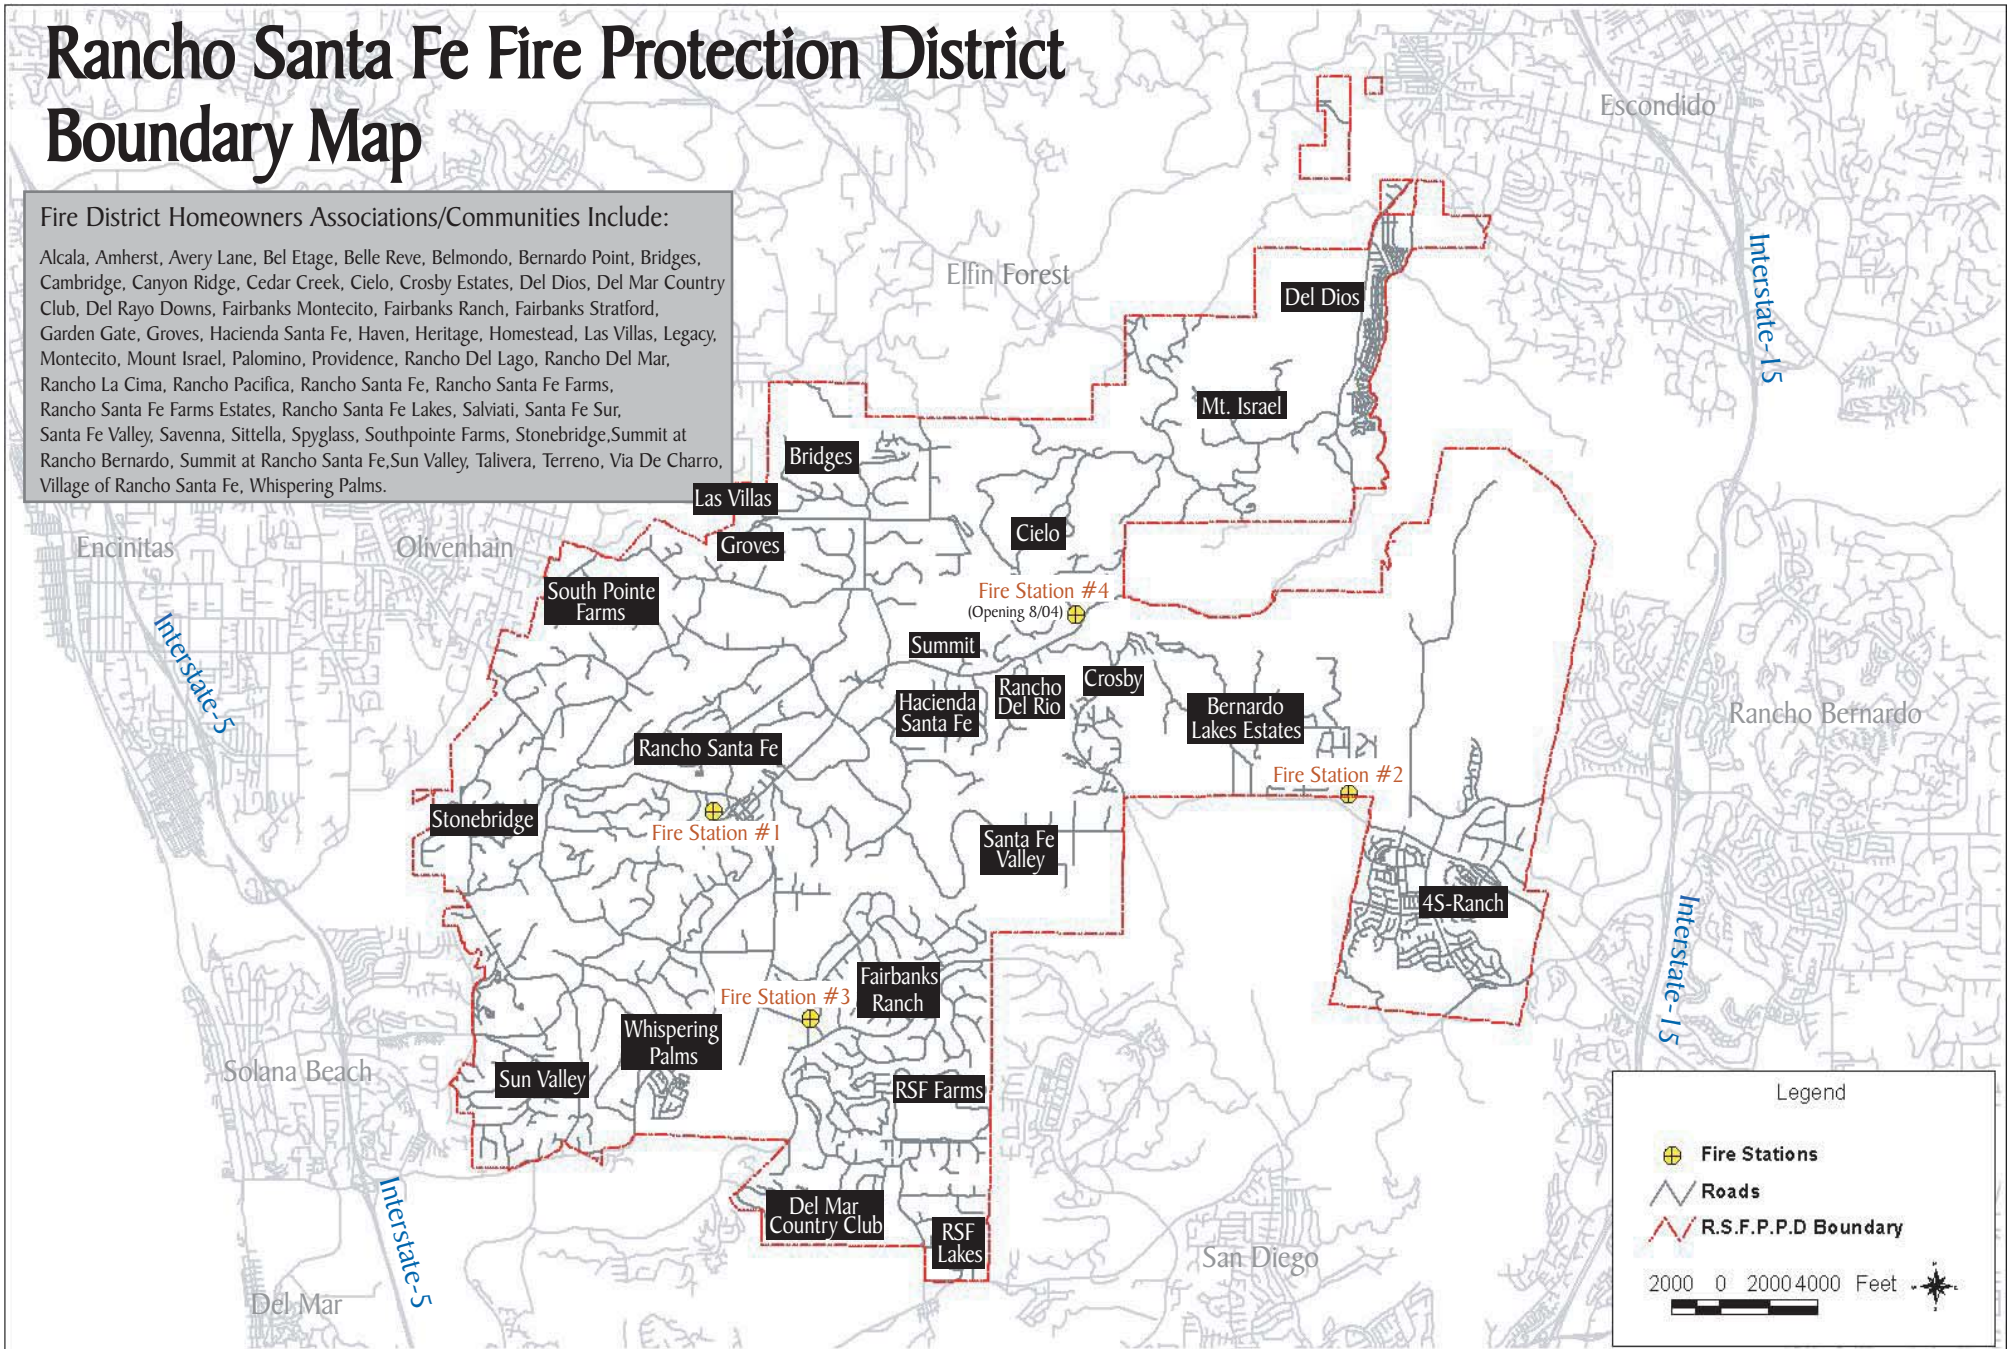 Rancho Santa Fe Fire Protection District
Boundary Map
Fire District Homeowners Associations/Communities Include:
Alcala, Amherst, Avery Lane, Bel Etage, Belle Reve, Belmondo, Bernardo Point, Bridges,
Cambridge, Canyon Ridge, Cedar Creek, Cielo, Crosby Estates, Del Dios, Del Mar Country
Club, Del Rayo Downs, Fairbanks Montecito, Fairbanks Ranch, Fairbanks Stratford,
Garden Gate, Groves, Hacienda Santa Fe, Haven, Heritage, Homestead, Las Villas, Legacy,
Montecito, Mount Israel, Palomino, Providence, Rancho Del Lago, Rancho Del Mar,
Rancho La Cima, Rancho Pacifica, Rancho Santa Fe, Rancho Santa Fe Farms,
Rancho Santa Fe Farms Estates, Rancho Santa Fe Lakes, Salviati, Santa Fe Sur,
Santa Fe Valley, Savenna, Sittella, Spyglass, Southpointe Farms, Stonebridge,Summit at
Rancho Bernardo, Summit at Rancho Santa Fe,Sun Valley, Talivera, Terreno, Via De Charro,
Village of Rancho Santa Fe, Whispering Palms.
Escondido
Elfin Forest
Interstate-15
Del Dios
Mt. Israel
Bridges
Las Villas
Groves
Cielo
Encinitas
Olivenhain
South Pointe
Farms
Fire Station #4
(Opening 8/04)
Interstate-5
Summit
Crosby
Rancho
Del Rio
Hacienda
Santa Fe
Bernardo
Lakes Estates
Rancho Bernardo
Rancho Santa Fe
Fire Station #2
Stonebridge
Fire Station #1
Santa Fe
Valley
4S-Ranch
Interstate-15
Fairbanks
Ranch
Fire Station #3
Whispering
Palms
Solana Beach
Sun Valley
RSF Farms
Interstate-5
Del Mar
Country Club
RSF
Lakes
San Diego
Del Mar
Legend
Fire Stations
Roads
R.S.F.P.P.D Boundary
2000 0 2000 4000 Feet